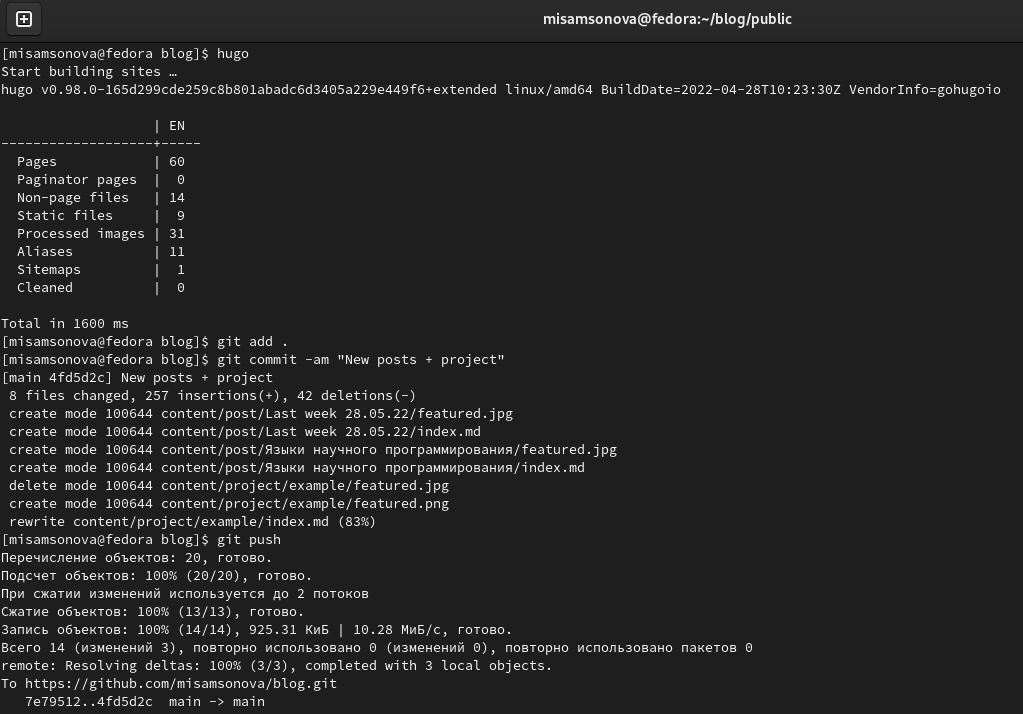 misamsonova@fedora:~/blog/public
[misamsonova@fedora blog]$ hugo
Start building sites …
hugo v0.98.0-165d299cde259c8b801abadc6d3405a229e449f6+extended linux/amd64 BuildDate=2022-04-28T10:23:30Z VendorInfo=gohugoio
                   | EN
-------------------+-----
  Pages            | 60
  Paginator pages  |  0
  Non-page files   | 14
  Static files     |  9
  Processed images | 31
  Aliases          | 11
  Sitemaps         |  1
  Cleaned          |  0
Total in 1600 ms
[misamsonova@fedora blog]$ git add .
[misamsonova@fedora blog]$ git commit -am "New posts + project"
[main 4fd5d2c] New posts + project
 8 files changed, 257 insertions(+), 42 deletions(-)
 create mode 100644 content/post/Last week 28.05.22/featured.jpg
 create mode 100644 content/post/Last week 28.05.22/index.md
 create mode 100644 content/post/Языки научного программирования/featured.jpg
 create mode 100644 content/post/Языки научного программирования/index.md
 delete mode 100644 content/project/example/featured.jpg
 create mode 100644 content/project/example/featured.png
 rewrite content/project/example/index.md (83%)
[misamsonova@fedora blog]$ git push
Перечисление объектов: 20, готово.
Подсчет объектов: 100% (20/20), готово.
При сжатии изменений используется до 2 потоков
Сжатие объектов: 100% (13/13), готово.
Запись объектов: 100% (14/14), 925.31 КиБ | 10.28 МиБ/с, готово.
Всего 14 (изменений 3), повторно использовано 0 (изменений 0), повторно использовано пакетов 0
remote: Resolving deltas: 100% (3/3), completed with 3 local objects.
To https://github.com/misamsonova/blog.git
   7e79512..4fd5d2c  main -> main